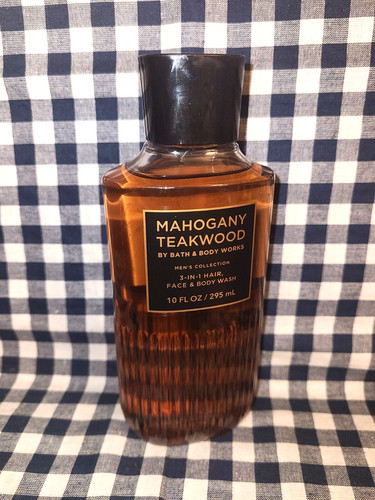 MAHOGANY
TEAKWOOD
BY BATH & BODY WORKS
MEN'S COLLECTION
3-IN-1 HAIR,
FACE & BODY WASH
10 FL OZ / 295 mL